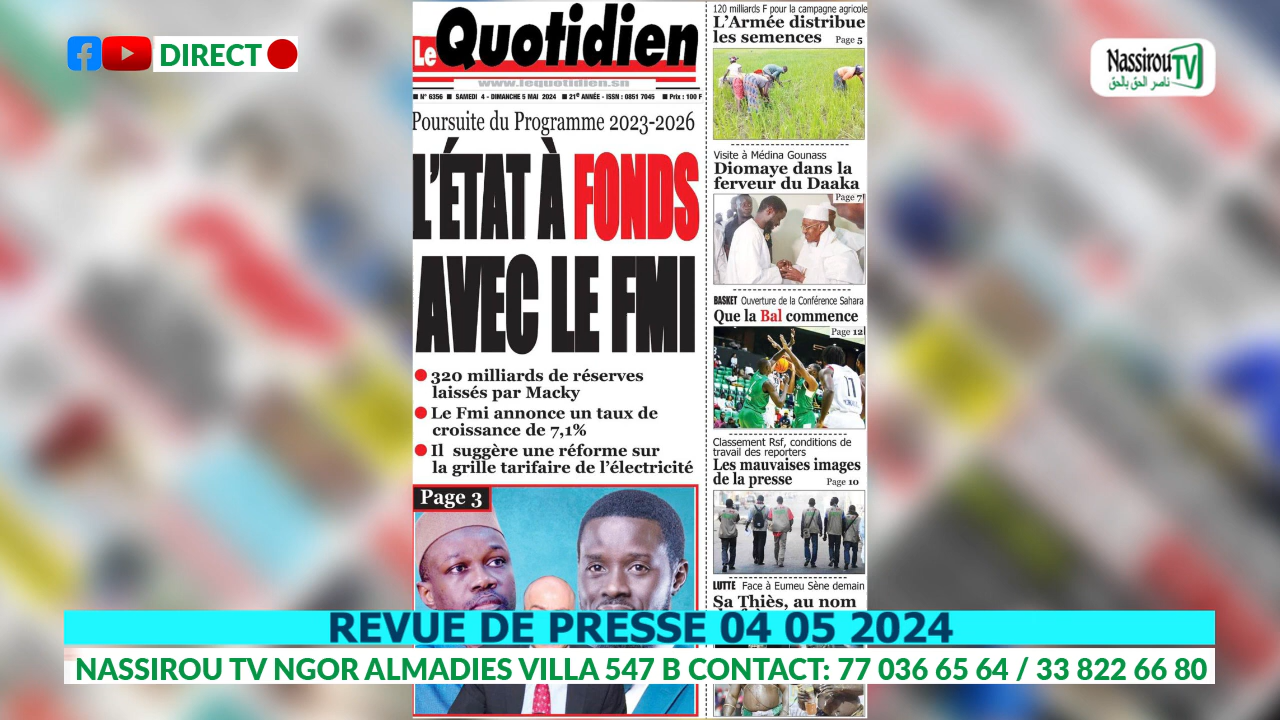 DIRECT
Nassirou TV
ناصر الحق بالحق
Le Quotidien
www.lequotidien.sn
N° 6356 SAMEDI 4 - DIMANCHE 5 MAI 2024 21e ANNÉE - ISSN : 0851 7045 Prix : 100 F
Poursuite du Programme 2023-2026
L'ÉTAT À FONDS
AVEC LE FMI
320 milliards de réserves
laissés par Macky
Le Fmi annonce un taux de
croissance de 7,1%
Il suggère une réforme sur
la grille tarifaire de l'électricité
Page 3
120 milliards F pour la campagne agricole
L'Armée distribue
les semences Page 5
Visite à Médina Gounass
Diomaye dans la
ferveur du Daaka
Page 7
BASKET Ouverture de la Conférence Sahara
Que la Bal commence
Page 12
11
Classement Rsf, conditions de
travail des reporters
Les mauvaises images
de la presse Page 10
LUTTE Face à Eumeu Sène demain
Sa Thiès, au nom
REVUE DE PRESSE 04 05 2024
NASSIROU TV NGOR ALMADIES VILLA 547 B CONTACT: 77 036 65 64 / 33 822 66 80